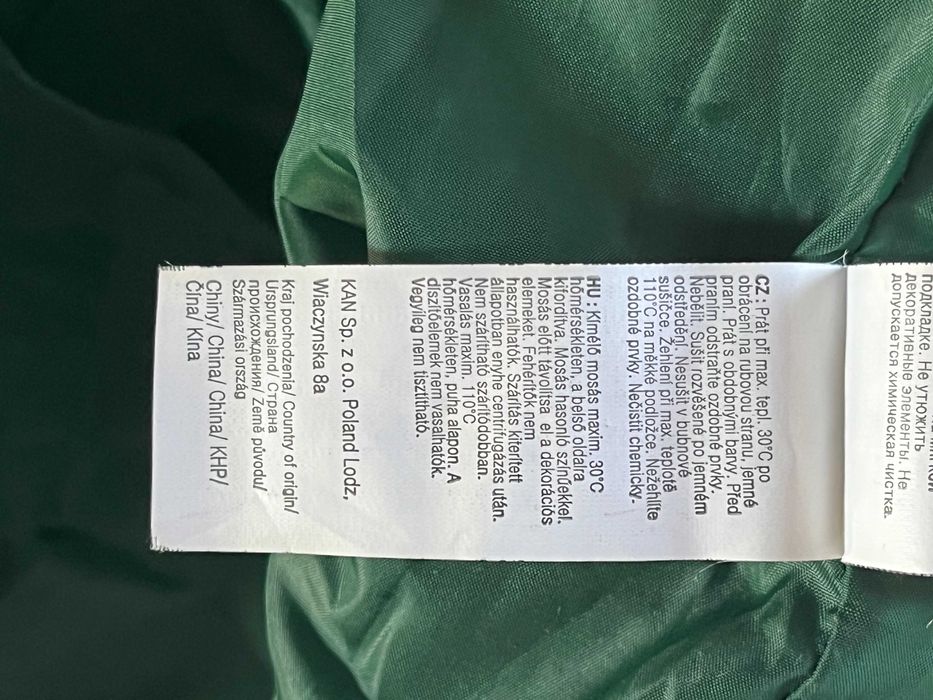 подкладке. Не утюжить
декоративные элементы. Не
допускается химическая чистка.
CZ : Prát při max. tepl. 30°C po
obrácení na rubovou stranu, jemné
praní. Prát s obdobnými barvy. Před
praním odstraňte ozdobné prvky.
Nebělit. Sušit rozvěšené po jemném
odstředění. Nesušit v bubnové
sušičce. Žehlení při max. teplotě
110°C na měkké podložce. Nežehlite
ozdobné prvky. Nečistit chemicky.
HU : Kímélő mosás maxim. 30°C
hőmérsékleten, a belső oldalra
kifordítva. Mosás hasonló színűekkel.
Mosás előtt távolítsa el a dekorációs
elemeket. Fehérítők nem
használhatók. Szárítás kiterített
állapotban enyhe centrifugázás után.
Nem szárítható szárítódobban.
Vasalás maxim. 110°C
hőmérsékleten, puha alapon. A
díszítőelemek nem vasalhatók.
Vegyileg nem tisztítható.
KAN Sp. z o.o. Poland Lodz,
Wiaczynska 8a
Kraj pochodzenia/ Country of origin/
Ursprungsland/ Страна
происхождения/ Země původu/
Származási ország
Chiny/ China/ China/ КНР/
Čína/ Kína